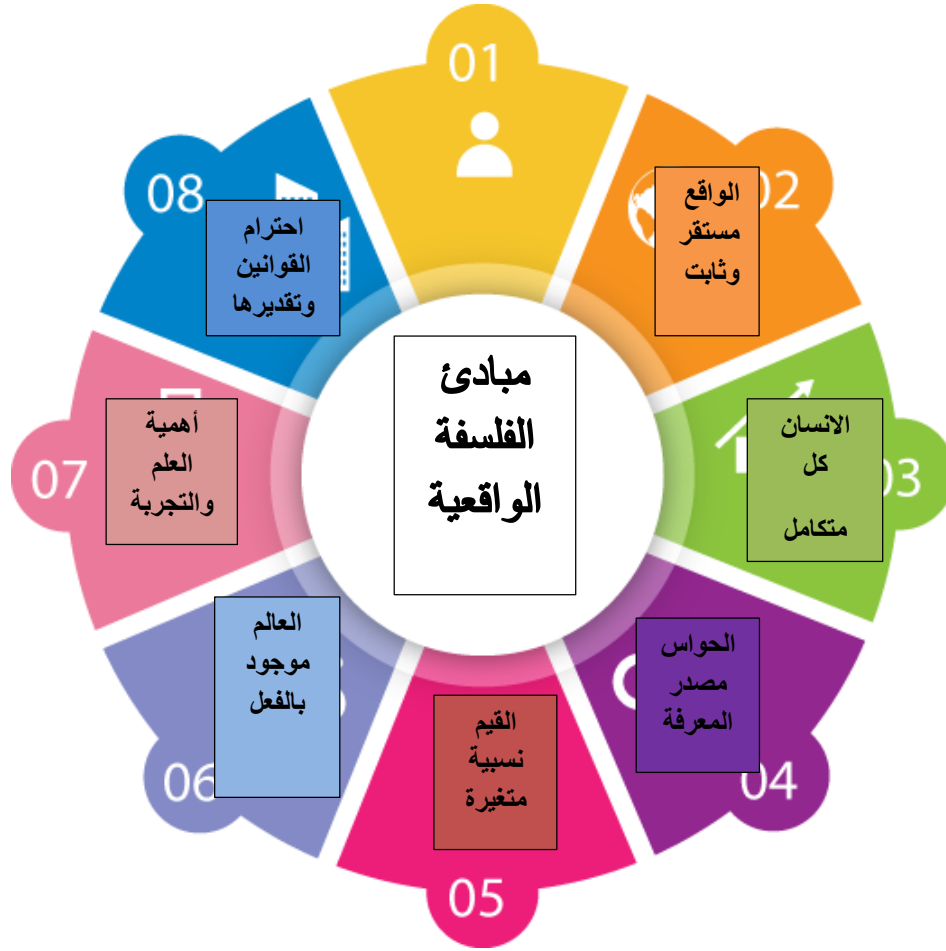 مبادئ
الفلسفة
الواقعية
01
02
الواقع
مستقر
وثابت
03
الانسان
كل
متكامل
04
الحواس
مصدر
المعرفة
05
القيم
نسبية
متغيرة
06
العالم
موجود
بالفعل
07
أهمية
العلم
والتجربة
08
احترام
القوانين
وتقديرها